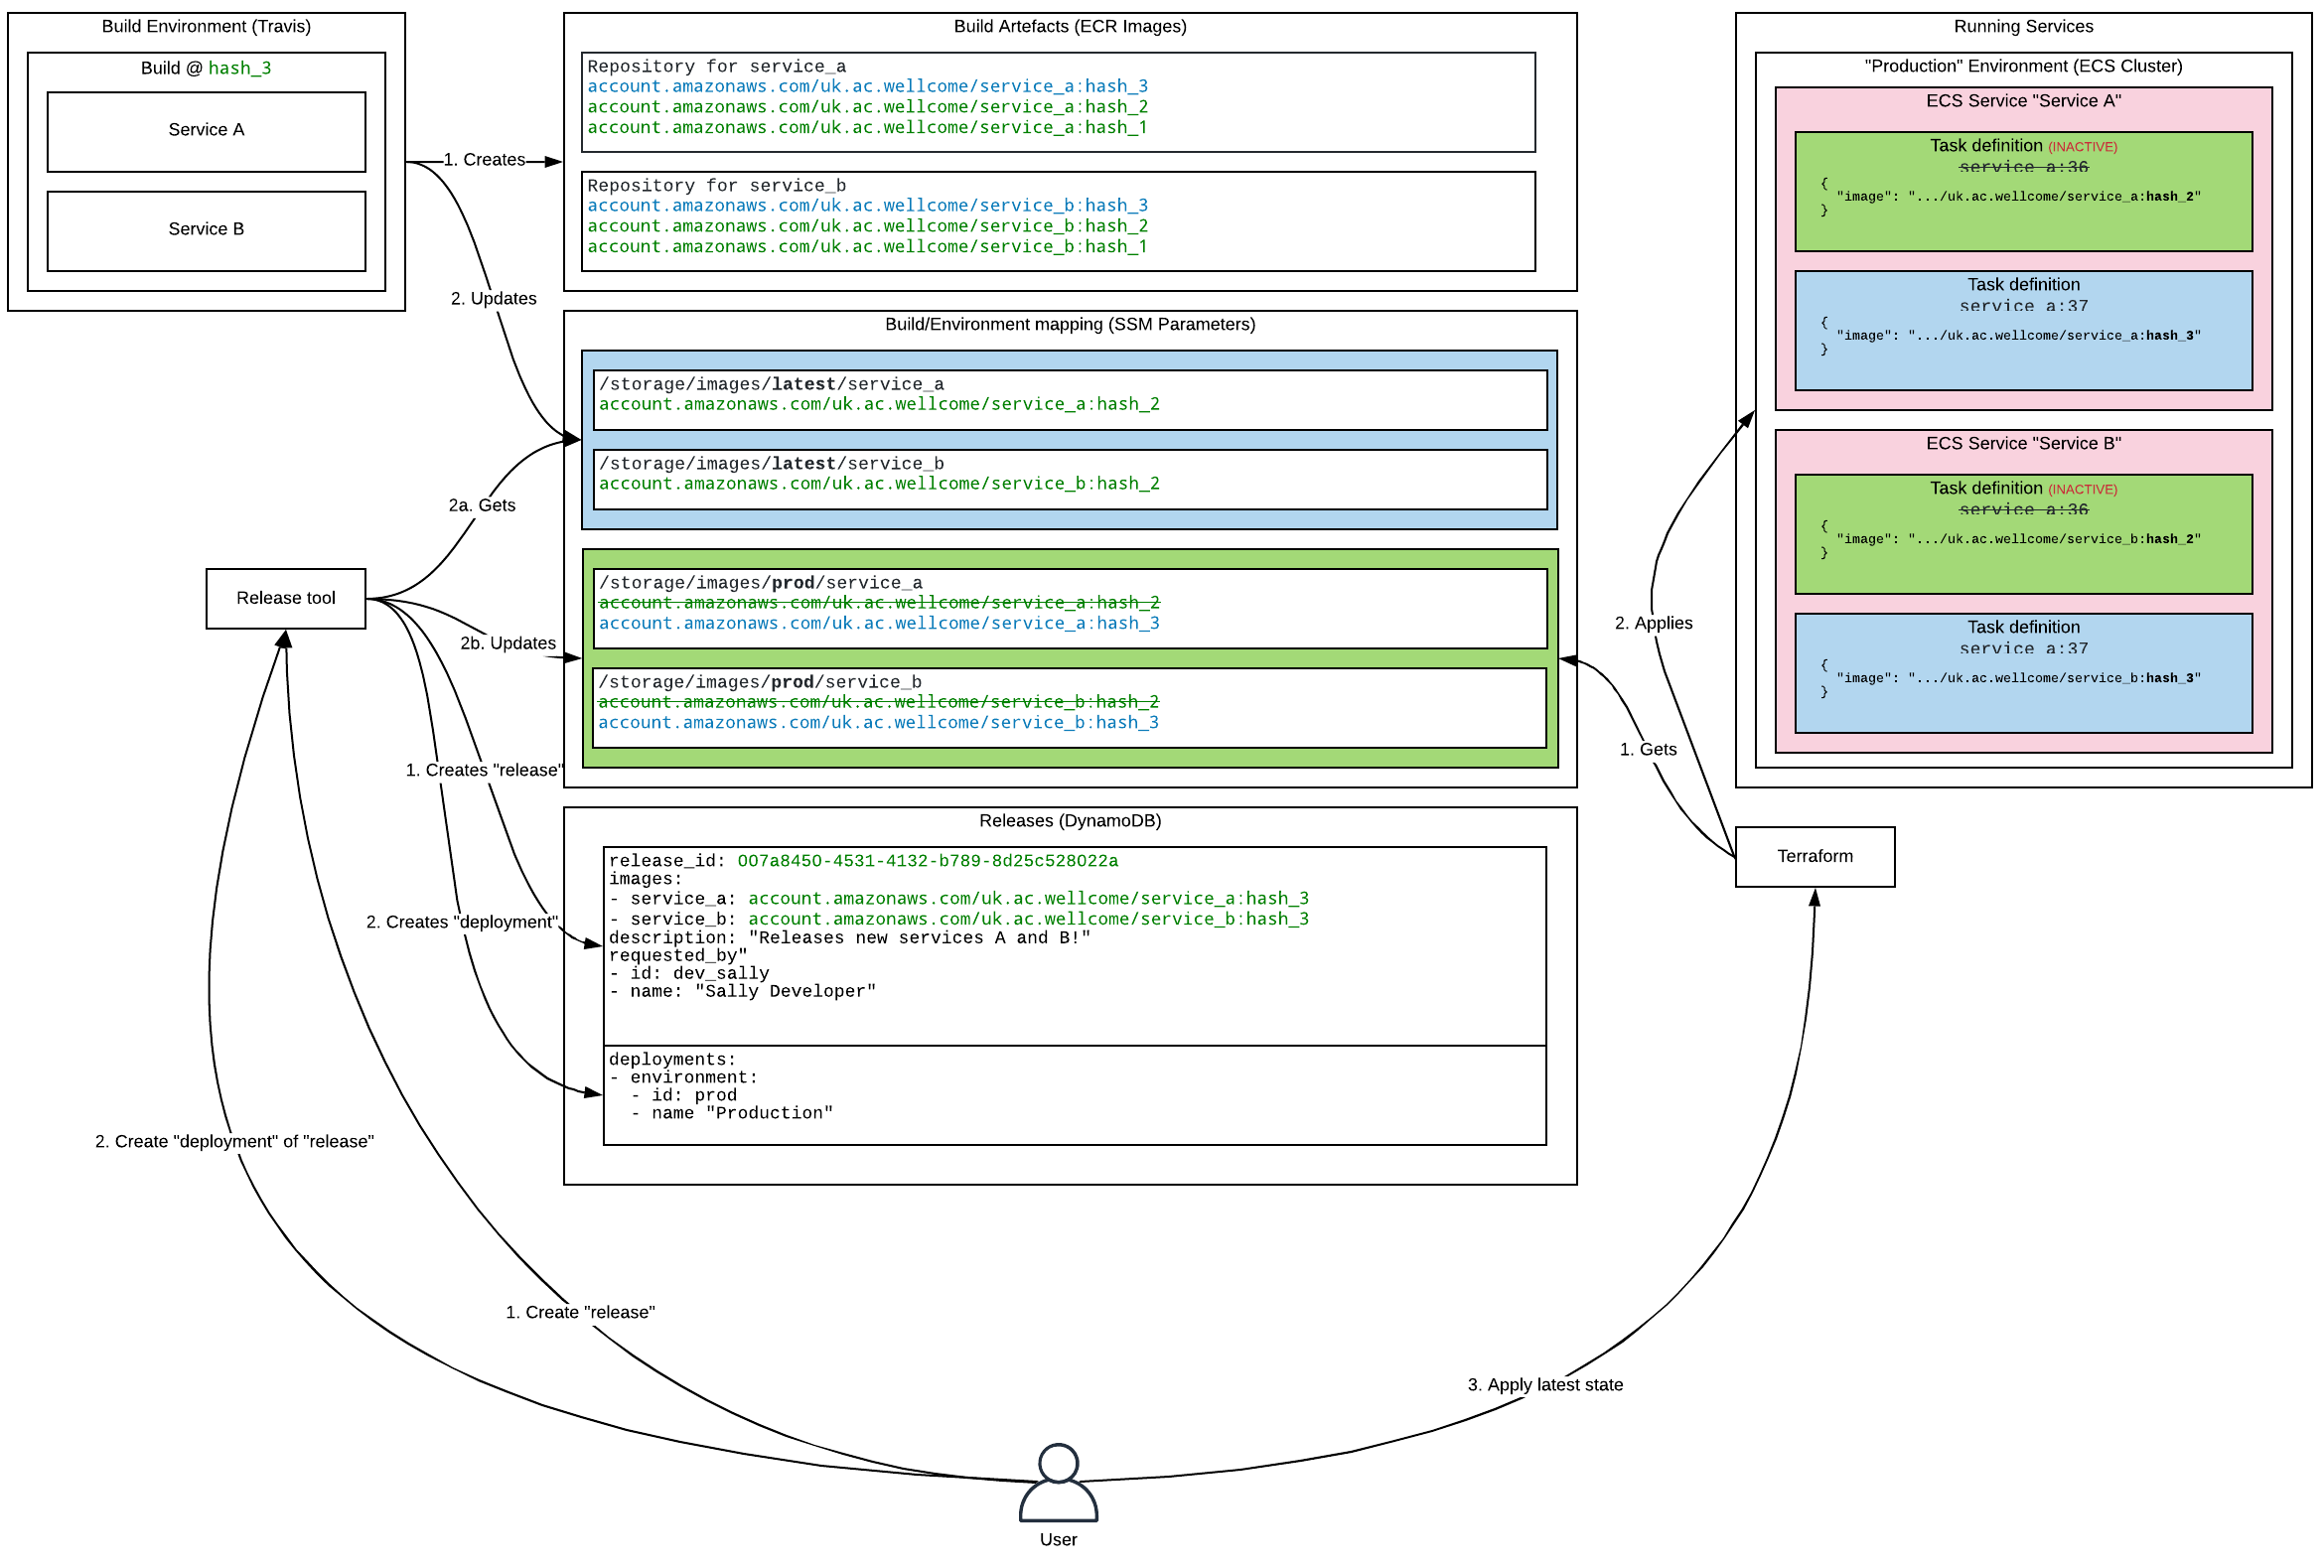 Build Environment (Travis)
Build @ hash_3
Service A
Service B
1. Creates
2. Updates
Build Artefacts (ECR Images)
Repository for service_a
account.amazonaws.com/uk.ac.wellcome/service_a:hash_3
account.amazonaws.com/uk.ac.wellcome/service_a:hash_2
account.amazonaws.com/uk.ac.wellcome/service_a:hash_1
Repository for service_b
account.amazonaws.com/uk.ac.wellcome/service_b:hash_3
account.amazonaws.com/uk.ac.wellcome/service_b:hash_2
account.amazonaws.com/uk.ac.wellcome/service_b:hash_1
Build/Environment mapping (SSM Parameters)
/storage/images/latest/service_a
account.amazonaws.com/uk.ac.wellcome/service_a:hash_2
/storage/images/latest/service_b
account.amazonaws.com/uk.ac.wellcome/service_b:hash_2
/storage/images/prod/service_a
account.amazonaws.com/uk.ac.wellcome/service_a:hash_2
account.amazonaws.com/uk.ac.wellcome/service_a:hash_3
/storage/images/prod/service_b
account.amazonaws.com/uk.ac.wellcome/service_b:hash_2
account.amazonaws.com/uk.ac.wellcome/service_b:hash_3
2a. Gets
Release tool
2b. Updates
1. Creates "release"
2. Creates "deployment"
Releases (DynamoDB)
release_id: 007a8450-4531-4132-b789-8d25c528022a
images:
- service_a: account.amazonaws.com/uk.ac.wellcome/service_a:hash_3
- service_b: account.amazonaws.com/uk.ac.wellcome/service_b:hash_3
description: "Releases new services A and B!"
requested_by"
- id: dev_sally
- name: "Sally Developer"
deployments:
- environment:
- id: prod
- name "Production"
Running Services
"Production" Environment (ECS Cluster)
ECS Service "Service A"
Task definition (INACTIVE)
service_a:36
{
"image": ".../uk.ac.wellcome/service_a:hash_2"
}
Task definition
service_a:37
{
"image": ".../uk.ac.wellcome/service_a:hash_3"
}
ECS Service "Service B"
Task definition (INACTIVE)
service_a:36
{
"image": ".../uk.ac.wellcome/service_b:hash_2"
}
Task definition
service_a:37
{
"image": ".../uk.ac.wellcome/service_b:hash_3"
}
2. Applies
1. Gets
Terraform
2. Create "deployment" of "release"
1. Create "release"
3. Apply latest state
User